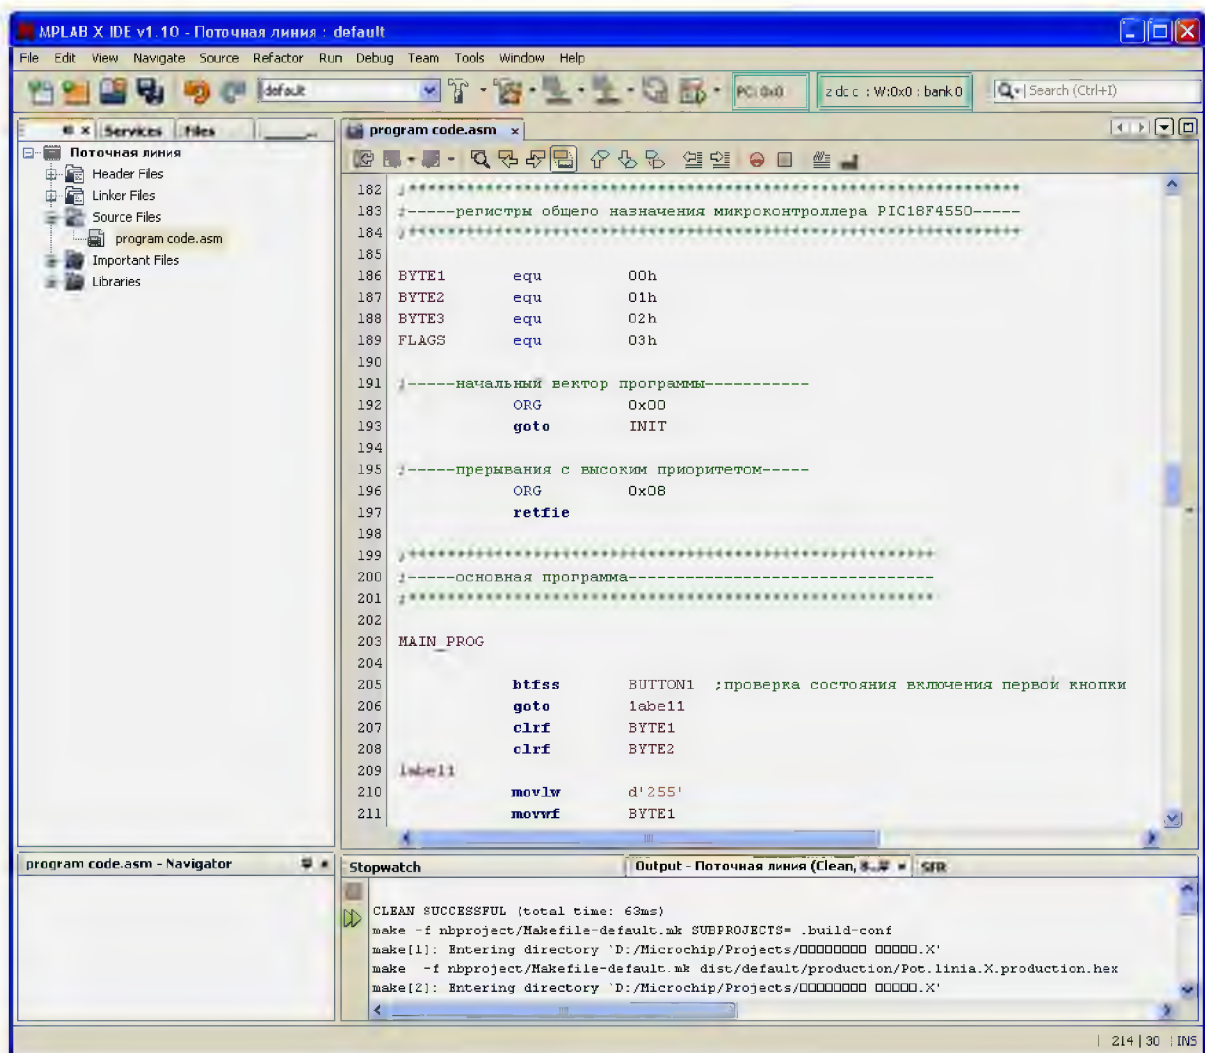 MPLAB X IDE v1.10 - Поточная линия : default
File Edit View Navigate Source Refactor Run Debug Team Tools Window Help
default PC: 0x0 z dc c : W:0x0 : bank 0 Search (Ctrl+I)
Services Files
program code.asm x
Поточная линия
Header Files
Linker Files
Source Files
program code.asm
Important Files
Libraries
182 ;*****************************************************************************
183 ;-----регистры общего назначения микроконтроллера PIC18F4550-----
184 ;*****************************************************************************
185
186 BYTE1 equ 00h
187 BYTE2 equ 01h
188 BYTE3 equ 02h
189 FLAGS equ 03h
190
191 ;-----начальный вектор программы-----------
192 ORG 0x00
193 goto INIT
194
195 ;-----прерывания с высоким приоритетом-----
196 ORG 0x08
197 retfie
198
199 ;******************************************************************
200 ;-----основная программа--------------------------------
201 ;******************************************************************
202
203 MAIN_PROG
204
205 btfss BUTTON1 ;проверка состояния включения первой кнопки
206 goto label1
207 clrf BYTE1
208 clrf BYTE2
209 label1
210 movlw d'255'
211 movwf BYTE1
program code.asm - Navigator
Stopwatch Output - Поточная линия (Clean, SFR
CLEAN SUCCESSFUL (total time: 63ms)
make -f nbproject/Makefile-default.mk SUBPROJECTS= .build-conf
make[1]: Entering directory `D:/Microchip/Projects/□□□□□□□□ □□□□□.X'
make -f nbproject/Makefile-default.mk dist/default/production/Pot.linia.X.production.hex
make[2]: Entering directory `D:/Microchip/Projects/□□□□□□□□ □□□□□.X'
214 | 30 INS